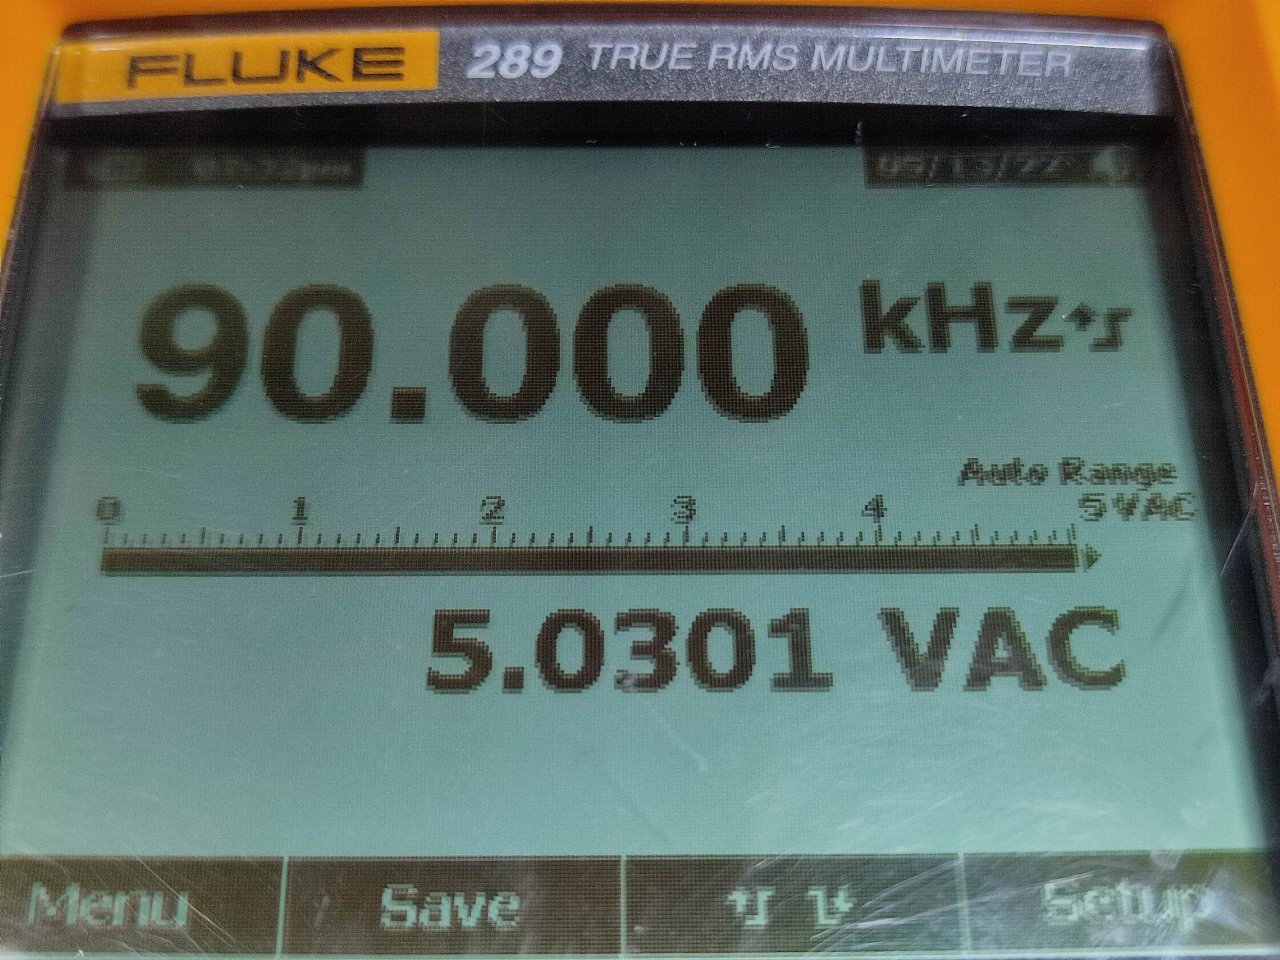 FLUKE 289 TRUE RMS MULTIMETER
90.000 kHz
Auto Range
0 1 2 3 4 5 VAC
5.0301 VAC
Menu Save Setup